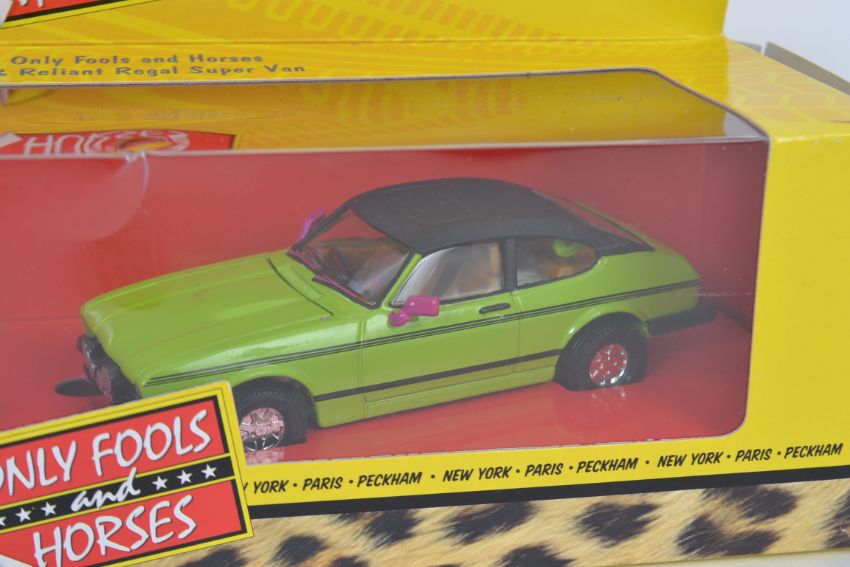 Only Fools and Horses
& Reliant Regal Super Van
ONLY FOOLS
and
HORSES
YORK • PARIS • PECKHAM • NEW YORK • PARIS • PECKHAM • NEW YORK • PARIS • PECKHAM